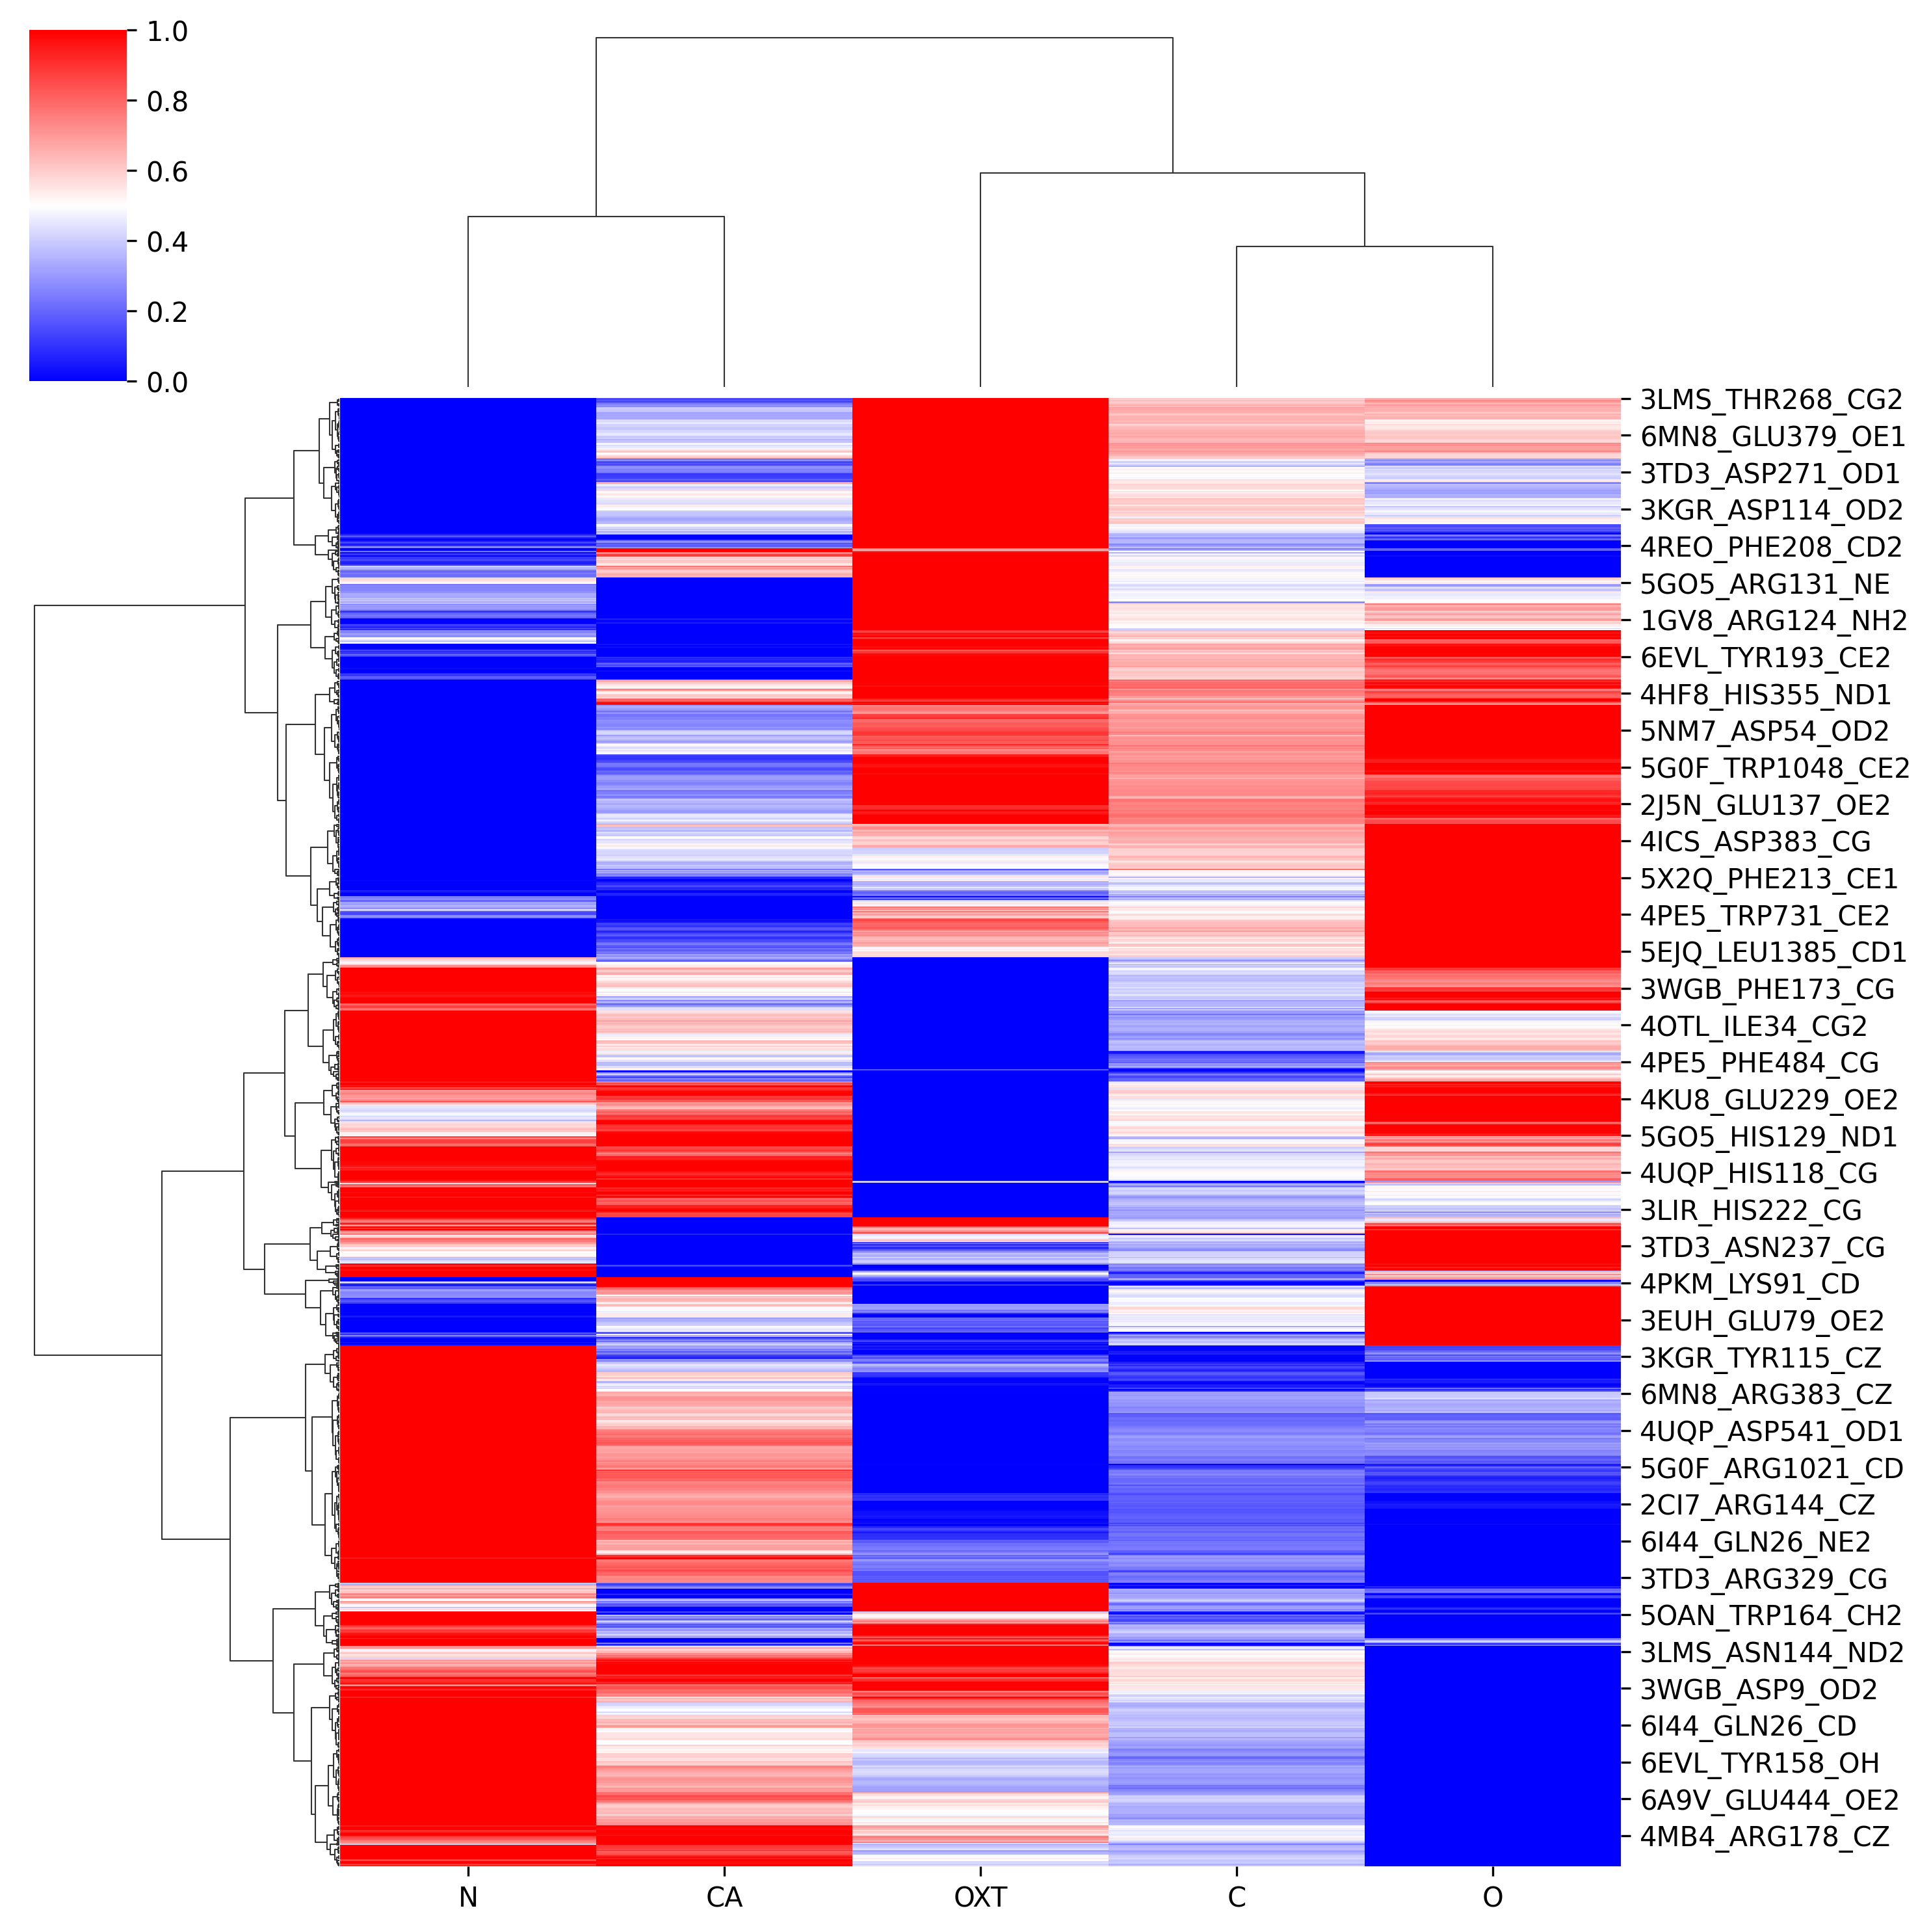 1.0
0.8
0.6
0.4
0.2
0.0
3LMS_THR268_CG2
6MN8_GLU379_OE1
3TD3_ASP271_OD1
3KGR_ASP114_OD2
4REO_PHE208_CD2
5GO5_ARG131_NE
1GV8_ARG124_NH2
6EVL_TYR193_CE2
4HF8_HIS355_ND1
5NM7_ASP54_OD2
5G0F_TRP1048_CE2
2J5N_GLU137_OE2
4ICS_ASP383_CG
5X2Q_PHE213_CE1
4PE5_TRP731_CE2
5EJQ_LEU1385_CD1
3WGB_PHE173_CG
4OTL_ILE34_CG2
4PE5_PHE484_CG
4KU8_GLU229_OE2
5GO5_HIS129_ND1
4UQP_HIS118_CG
3LIR_HIS222_CG
3TD3_ASN237_CG
4PKM_LYS91_CD
3EUH_GLU79_OE2
3KGR_TYR115_CZ
6MN8_ARG383_CZ
4UQP_ASP541_OD1
5G0F_ARG1021_CD
2CI7_ARG144_CZ
6I44_GLN26_NE2
3TD3_ARG329_CG
5OAN_TRP164_CH2
3LMS_ASN144_ND2
3WGB_ASP9_OD2
6I44_GLN26_CD
6EVL_TYR158_OH
6A9V_GLU444_OE2
4MB4_ARG178_CZ
N CA OXT C O